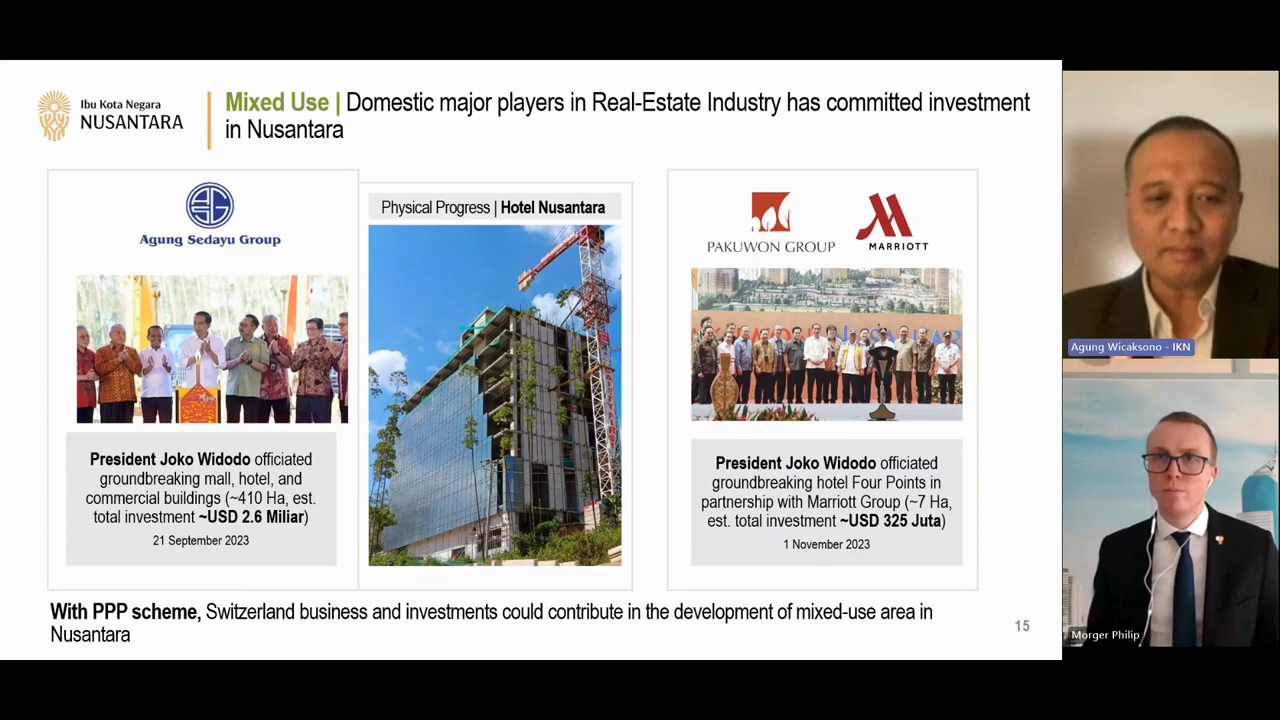 Ibu Kota Negara
NUSANTARA
Mixed Use | Domestic major players in Real-Estate Industry has committed investment
in Nusantara
Agung Sedayu Group
President Joko Widodo officiated
groundbreaking mall, hotel, and
commercial buildings (~410 Ha, est.
total investment ~USD 2.6 Miliar)
21 September 2023
Physical Progress | Hotel Nusantara
PAKUWON GROUP
MARRIOTT
President Joko Widodo officiated
groundbreaking hotel Four Points in
partnership with Marriott Group (~7 Ha,
est. total investment ~USD 325 Juta)
1 November 2023
With PPP scheme, Switzerland business and investments could contribute in the development of mixed-use area in
Nusantara
15
Agung Wicaksono - IKN
Morger Philip